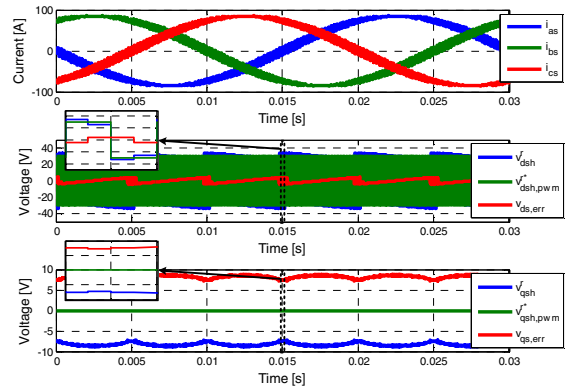 100
0
-100
Current [A]
0 0.005 0.01 0.015 0.02 0.025 0.03
Time [s]
i_as
i_bs
i_cs
40
20
0
-20
-40
Voltage [V]
0 0.005 0.01 0.015 0.02 0.025 0.03
Time [s]
v^r_dsh
v^r*_dsh,pwm
v_ds,err
10
5
0
-5
-10
Voltage [V]
0 0.005 0.01 0.015 0.02 0.025 0.03
Time [s]
v^r_qsh
v^r*_qsh,pwm
v_qs,err